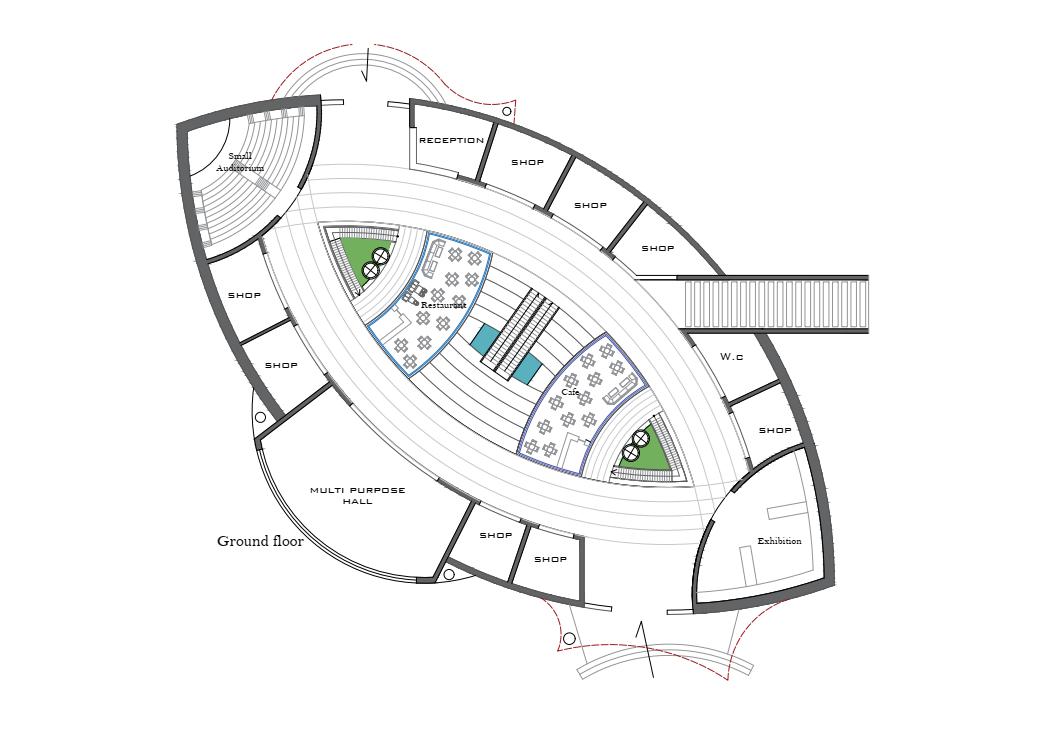 RECEPTION
SHOP
Small
Auditorium
SHOP
SHOP
SHOP
Restaurant
W.c
SHOP
Cafe
SHOP
MULTI PURPOSE
HALL
SHOP
Ground floor
Exhibition
SHOP
SHOP